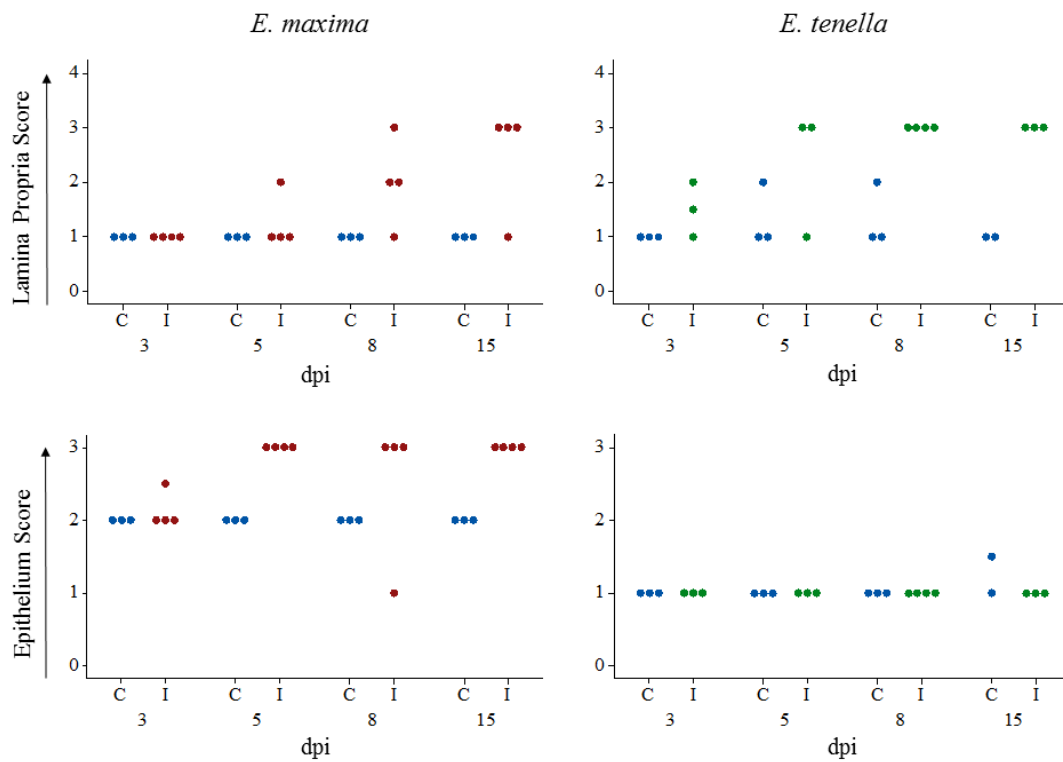 E. maxima
E. tenella
Lamina Propria Score
4
3
2
1
0
C I C I C I C I
3 5 8 15
dpi
4
3
2
1
0
C I C I C I C I
3 5 8 15
dpi
Epithelium Score
3
2
1
0
C I C I C I C I
3 5 8 15
dpi
3
2
1
0
C I C I C I C I
3 5 8 15
dpi